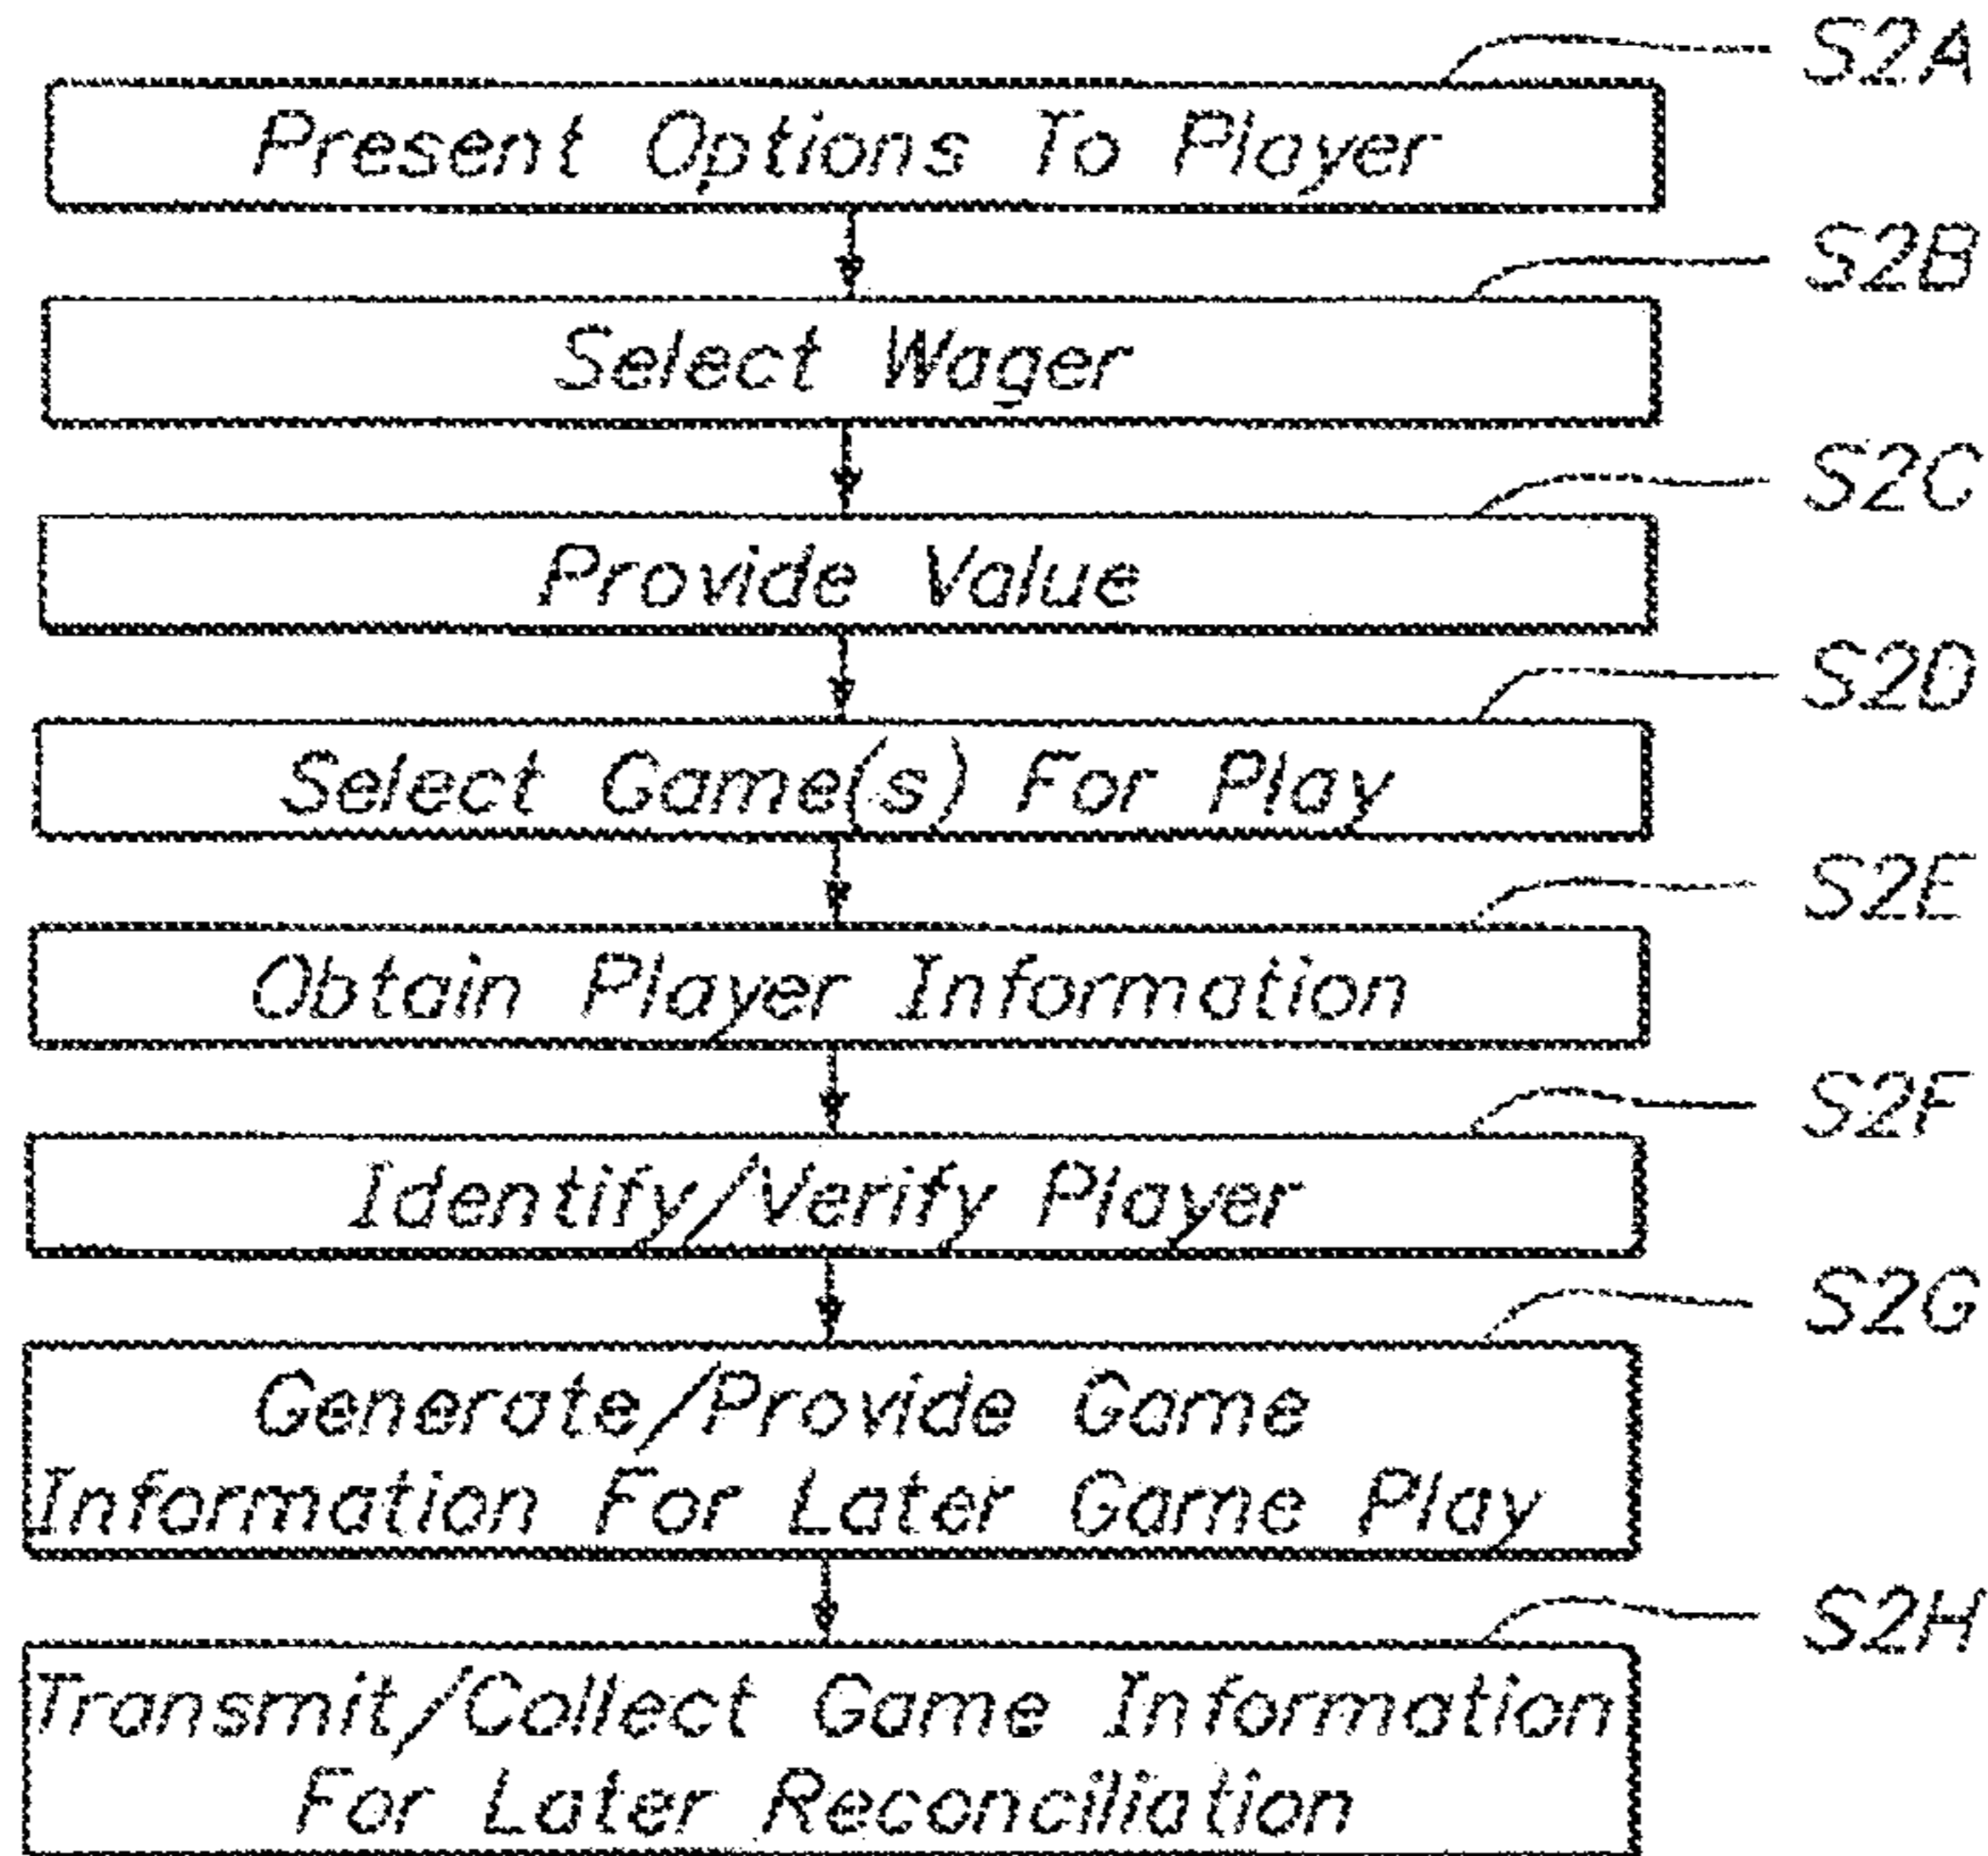 S2A
Present Options To Player
S2B
Select Wager
S2C
Provide Value
S2D
Select Game(s) For Play
S2E
Obtain Player Information
S2F
Identify/Verify Player
S2G
Generate/Provide Game
Information For Later Game Play
S2H
Transmit/Collect Game Information
For Later Reconciliation